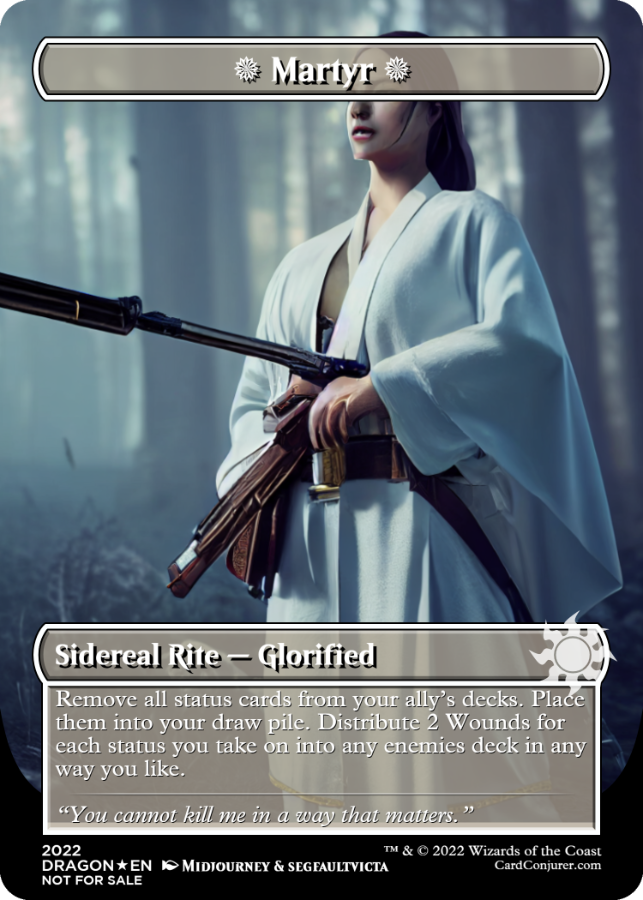 Martyr
Sidereal Rite — Glorified
Remove all status cards from your ally's decks. Place
them into your draw pile. Distribute 2 Wounds for
each status you take on into any enemies deck in any
way you like.
“You cannot kill me in a way that matters.”
2022
DRAGON★EN Midjourney & segfaultvicta
NOT FOR SALE
™ & © 2022 Wizards of the Coast
CardConjurer.com